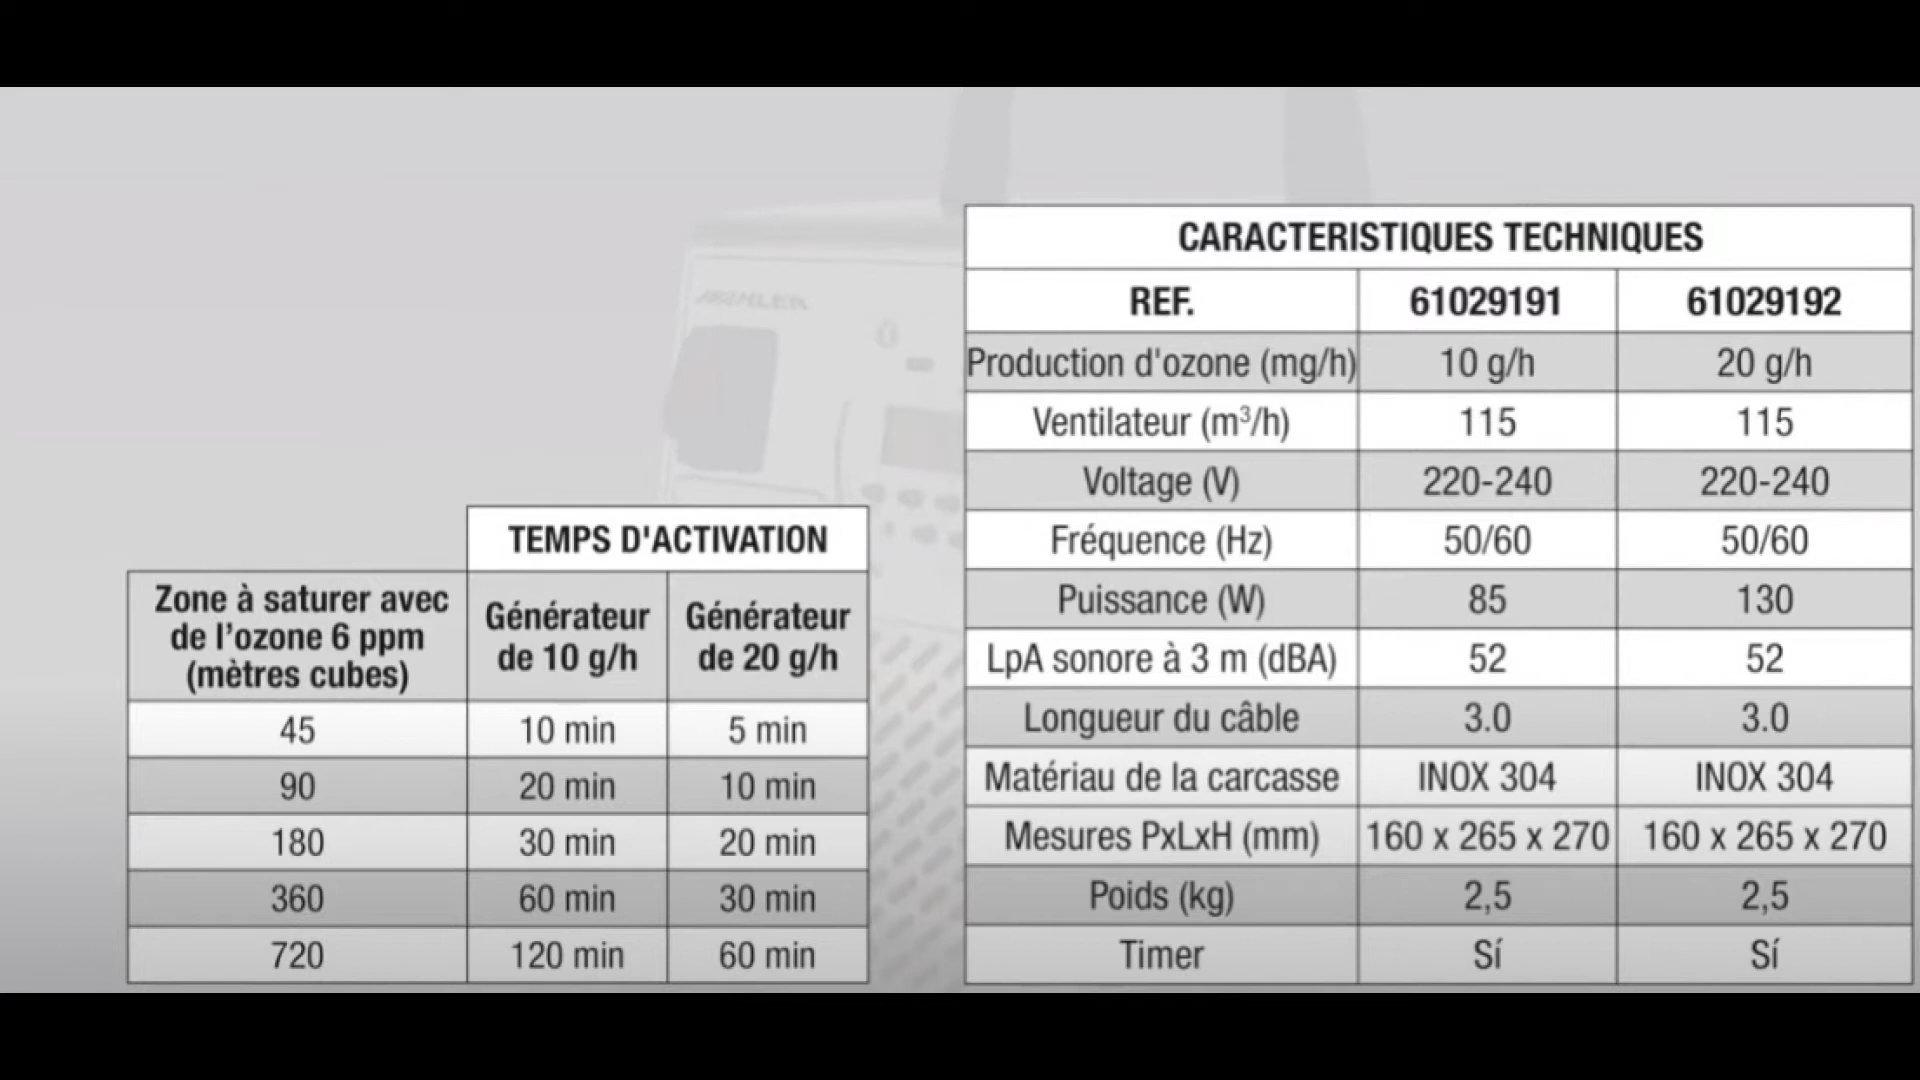 TEMPS D'ACTIVATION
Zone à saturer avec
de l’ozone 6 ppm
(mètres cubes)
Générateur
de 10 g/h
Générateur
de 20 g/h
45 10 min 5 min
90 20 min 10 min
180 30 min 20 min
360 60 min 30 min
720 120 min 60 min
CARACTERISTIQUES TECHNIQUES
REF. 61029191 61029192
Production d'ozone (mg/h) 10 g/h 20 g/h
Ventilateur (m³/h) 115 115
Voltage (V) 220-240 220-240
Fréquence (Hz) 50/60 50/60
Puissance (W) 85 130
LpA sonore à 3 m (dBA) 52 52
Longueur du câble 3.0 3.0
Matériau de la carcasse INOX 304 INOX 304
Mesures PxLxH (mm) 160 x 265 x 270 160 x 265 x 270
Poids (kg) 2,5 2,5
Timer Sí Sí